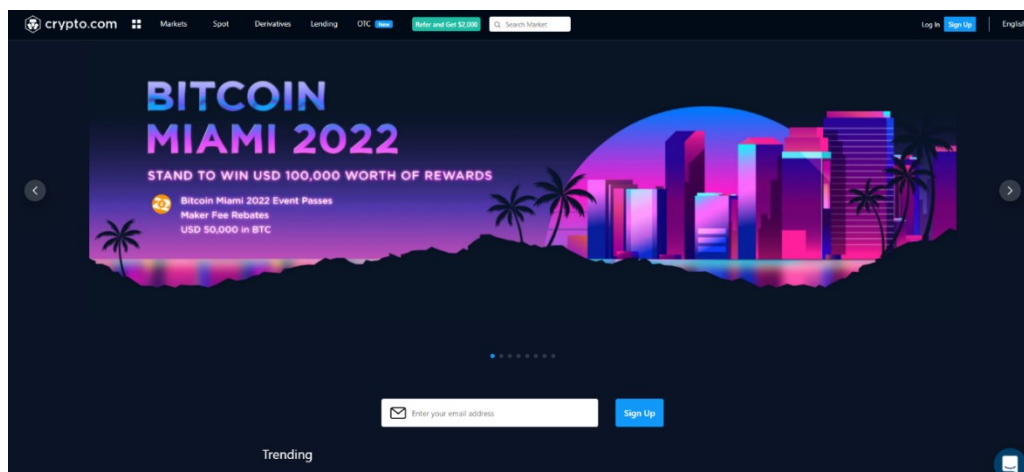 crypto.com Markets Spot Derivatives Lending OTC New Refer and Get $2,000 Search Market Log In Sign Up English
BITCOIN
MIAMI 2022
STAND TO WIN USD 100,000 WORTH OF REWARDS
Bitcoin Miami 2022 Event Passes
Maker Fee Rebates
USD 50,000 in BTC
Enter your email address Sign Up
Trending